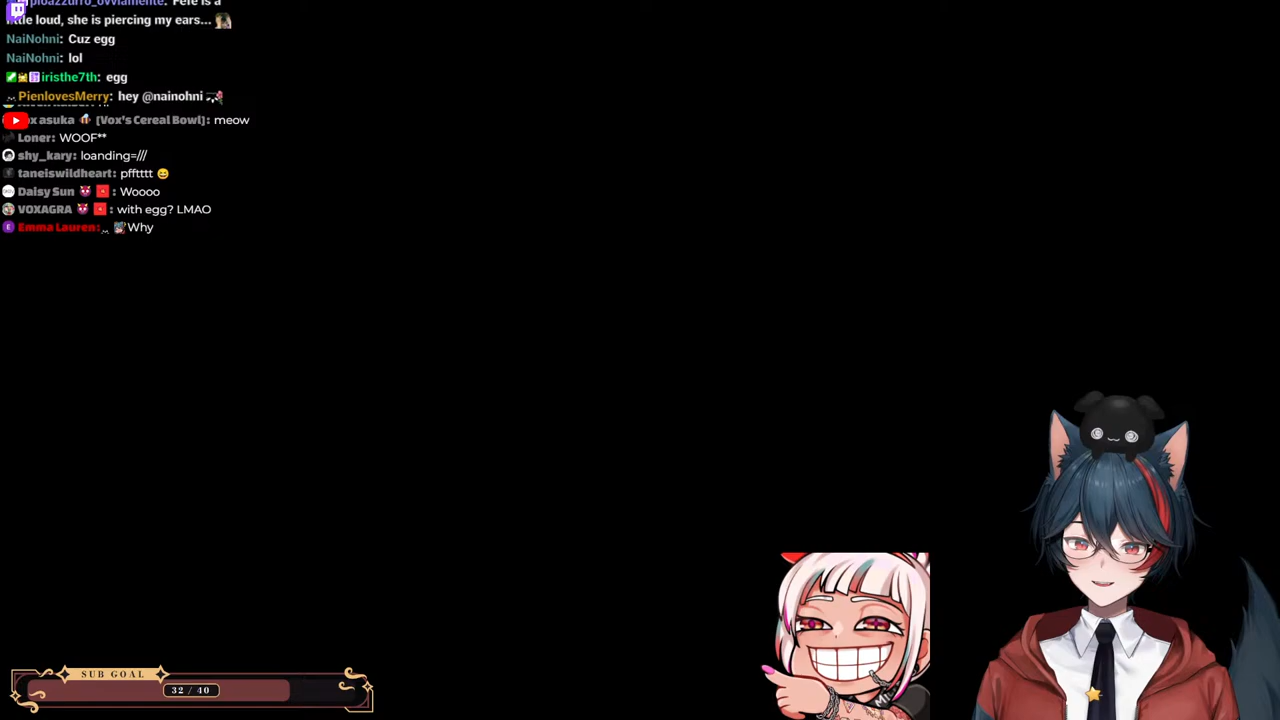 pioazzurro_ovviamente: Fefe is a
little loud, she is piercing my ears...
NaiNohni: Cuz egg
NaiNohni: lol
iristhe7th: egg
PienlovesMerry: hey @nainohni
asuka [Vox's Cereal Bowl]: meow
Loner: WOOF**
shy_kary: loanding=///
taneiswildheart: pfftttt 😄
Daisy Sun : Woooo
VOXAGRA : with egg? LMAO
Emma Lauren: Why
SUB GOAL
32 / 40